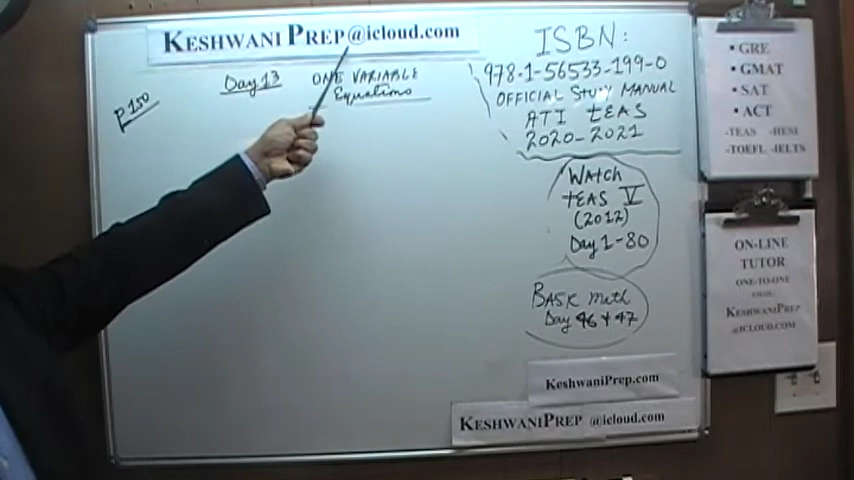 KESHWANI PREP@icloud.com
P 150
Day 13 ONE VARIABLE
Equations
ISBN:
978-1-56533-199-0
OFFICIAL STUDY MANUAL
ATI TEAS
2020-2021
WATCH
TEAS V
(2012)
Day 1-80
BASIC Math
Day 46 + 47
KESHWANIPREP.COM
KESHWANIPREP @icloud.com
• GRE
• GMAT
• SAT
• ACT
-TEAS -HESI
-TOEFL -IELTS
ON-LINE
TUTOR
ONE-TO-ONE
KESHWANIPREP
@ICLOUD.COM